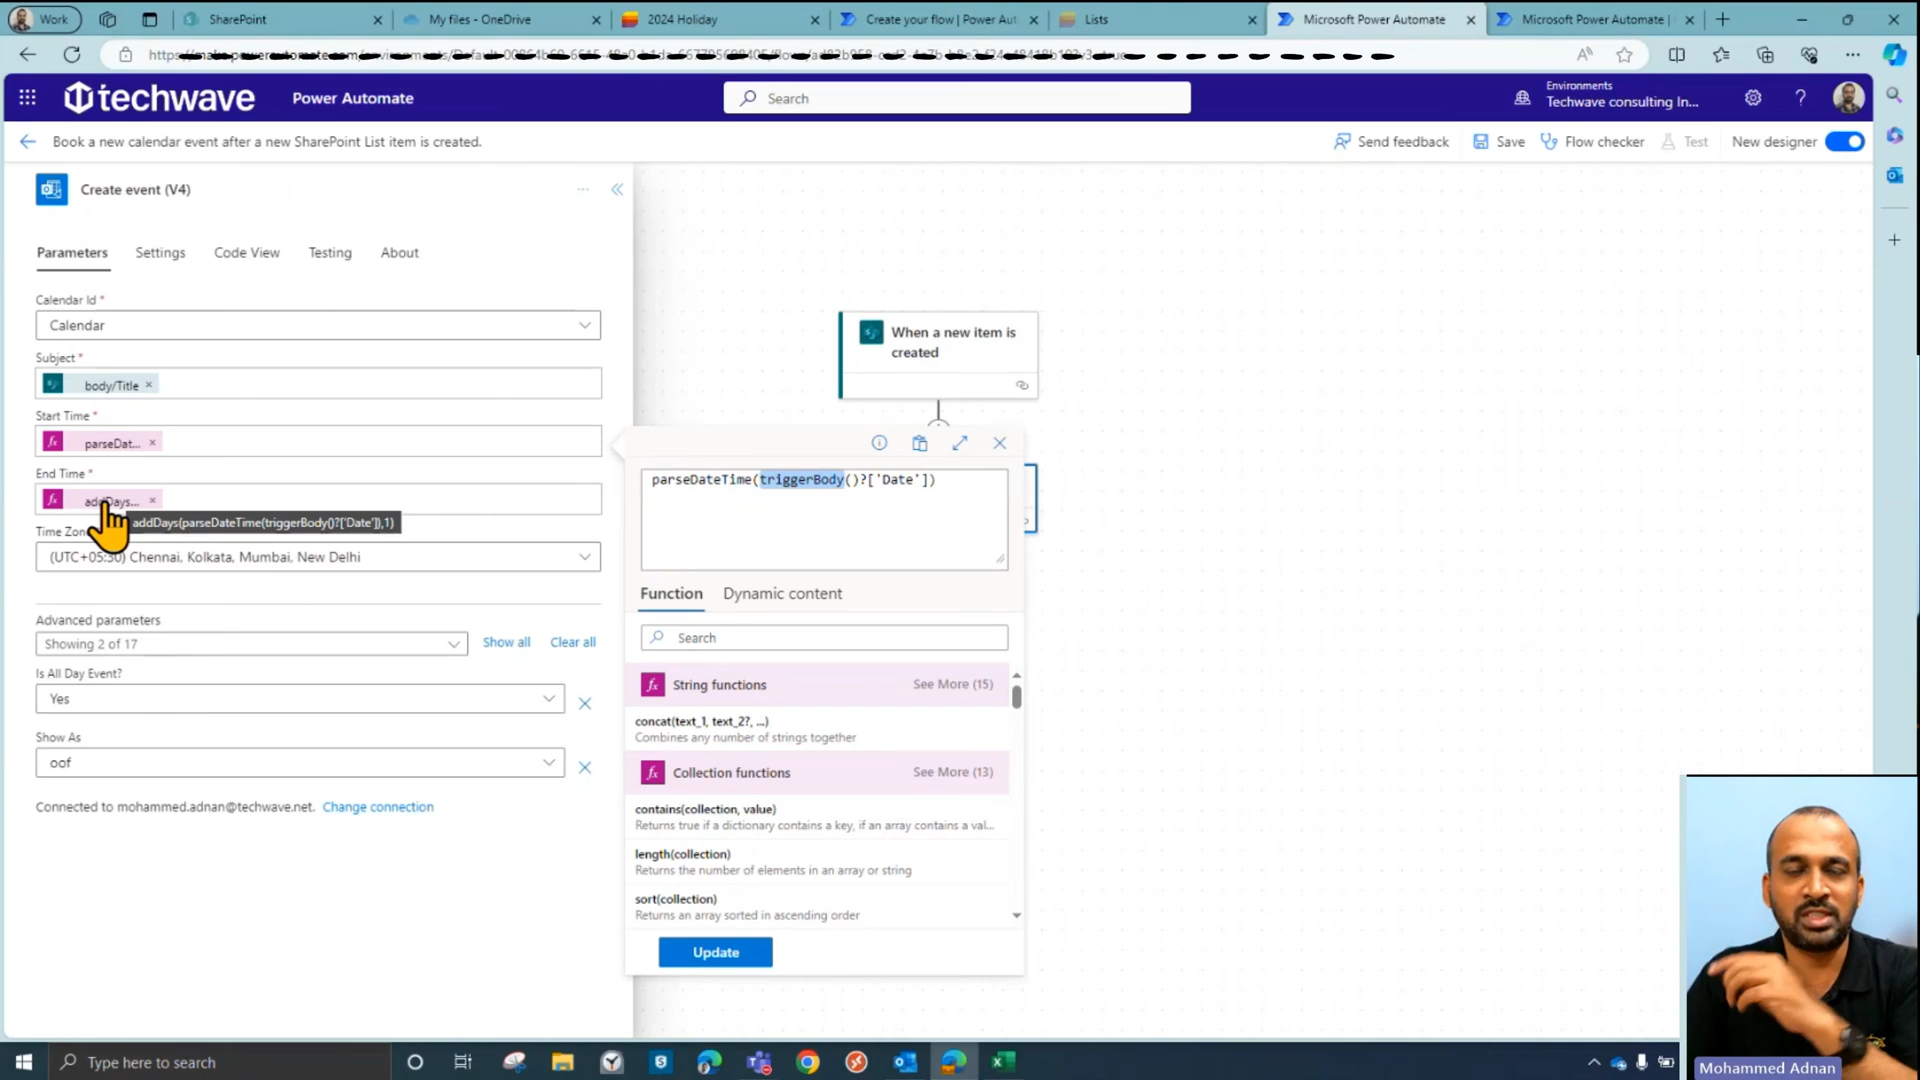 Work
SharePoint
My files - OneDrive
2024 Holiday
Create your flow | Power Au...
Lists
Microsoft Power Automate
Microsoft Power Automate |
techwave
Power Automate
Search
Environments
Techwave consulting In...
Book a new calendar event after a new SharePoint List item is created.
Send feedback
Save
Flow checker
Test
New designer
Create event (V4)
Parameters
Settings
Code View
Testing
About
Calendar Id *
Calendar
Subject *
body/Title
Start Time *
parseDat...
End Time *
addDays...
addDays(parseDateTime(triggerBody()?['Date']),1)
Time Zon
(UTC+05:30) Chennai, Kolkata, Mumbai, New Delhi
Advanced parameters
Showing 2 of 17
Show all
Clear all
Is All Day Event?
Yes
Show As
oof
Connected to mohammed.adnan@techwave.net. Change connection
When a new item is
created
parseDateTime(triggerBody()?['Date'])
Function
Dynamic content
Search
String functions
See More (15)
concat(text_1, text_2?, ...)
Combines any number of strings together
Collection functions
See More (13)
contains(collection, value)
Returns true if a dictionary contains a key, if an array contains a val...
length(collection)
Returns the number of elements in an array or string
sort(collection)
Returns an array sorted in ascending order
Update
Type here to search
Mohammed Adnan